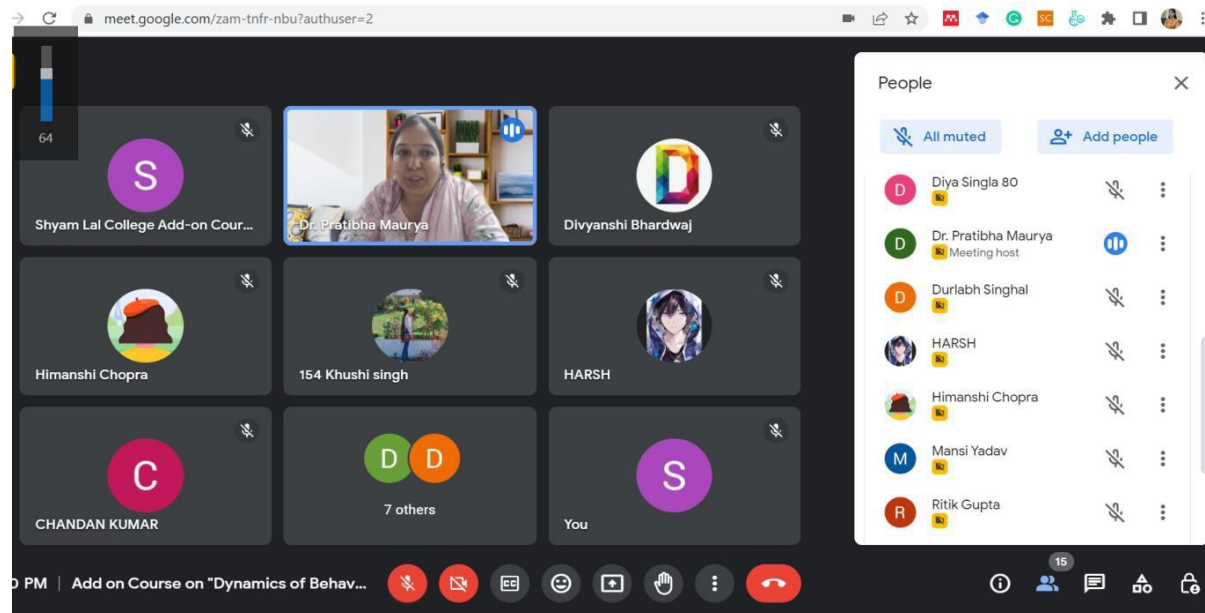 meet.google.com/zam-tnfr-nbu?authuser=2
SC
64
People
All muted
Add people
S
Shyam Lal College Add-on Cour...
Dr. Pratibha Maurya
D
Divyanshi Bhardwaj
Himanshi Chopra
154 Khushi singh
HARSH
C
CHANDAN KUMAR
D D
7 others
S
You
D
Diya Singla 80
D
Dr. Pratibha Maurya
Meeting host
D
Durlabh Singhal
HARSH
Himanshi Chopra
M
Mansi Yadav
R
Ritik Gupta
PM | Add on Course on "Dynamics of Behav...
CC
15